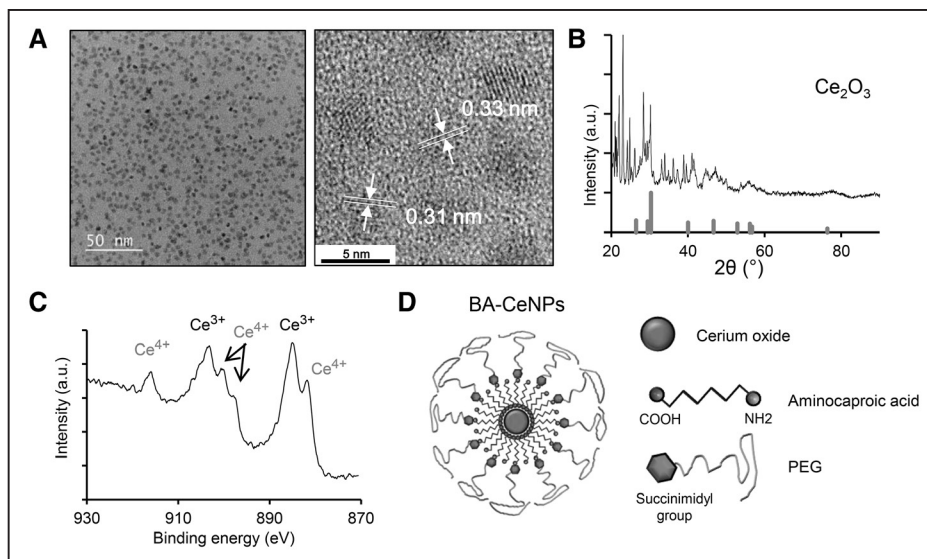 A
50 nm
0.33 nm
0.31 nm
5 nm
B
Ce₂O₃
Intensity (a.u.)
20 40 60 80
2θ (°)
C
Ce⁴⁺
Ce³⁺
Ce⁴⁺
Ce³⁺
Ce⁴⁺
Intensity (a.u.)
930 910 890 870
Binding energy (eV)
D
BA-CeNPs
Cerium oxide
COOH
NH2
Aminocaproic acid
PEG
Succinimidyl
group